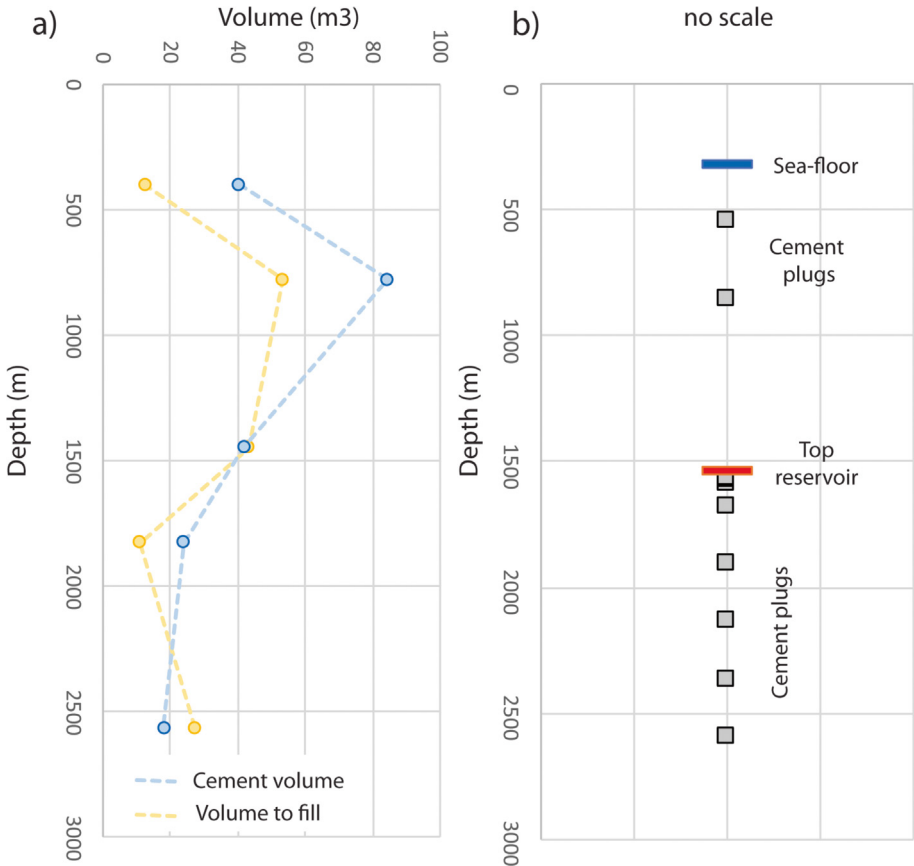 a)
Volume (m3)
0
20
40
60
80
100
Depth (m)
0
500
1000
1500
2000
2500
3000
Cement volume
Volume to fill
b)
no scale
Depth (m)
0
500
1000
1500
2000
2500
3000
Sea-floor
Cement
plugs
Top
reservoir
Cement plugs